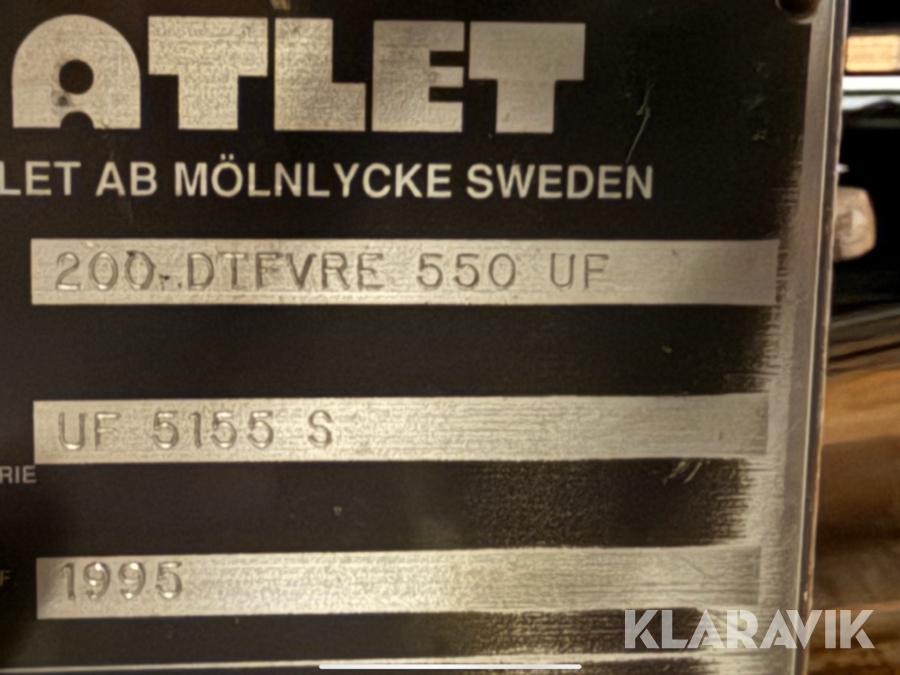 ATLET
LET AB MÖLNLYCKE SWEDEN
200-DTFVRE 550 UF
UF 5155 S
RIE
F
1995
KLARAVIK